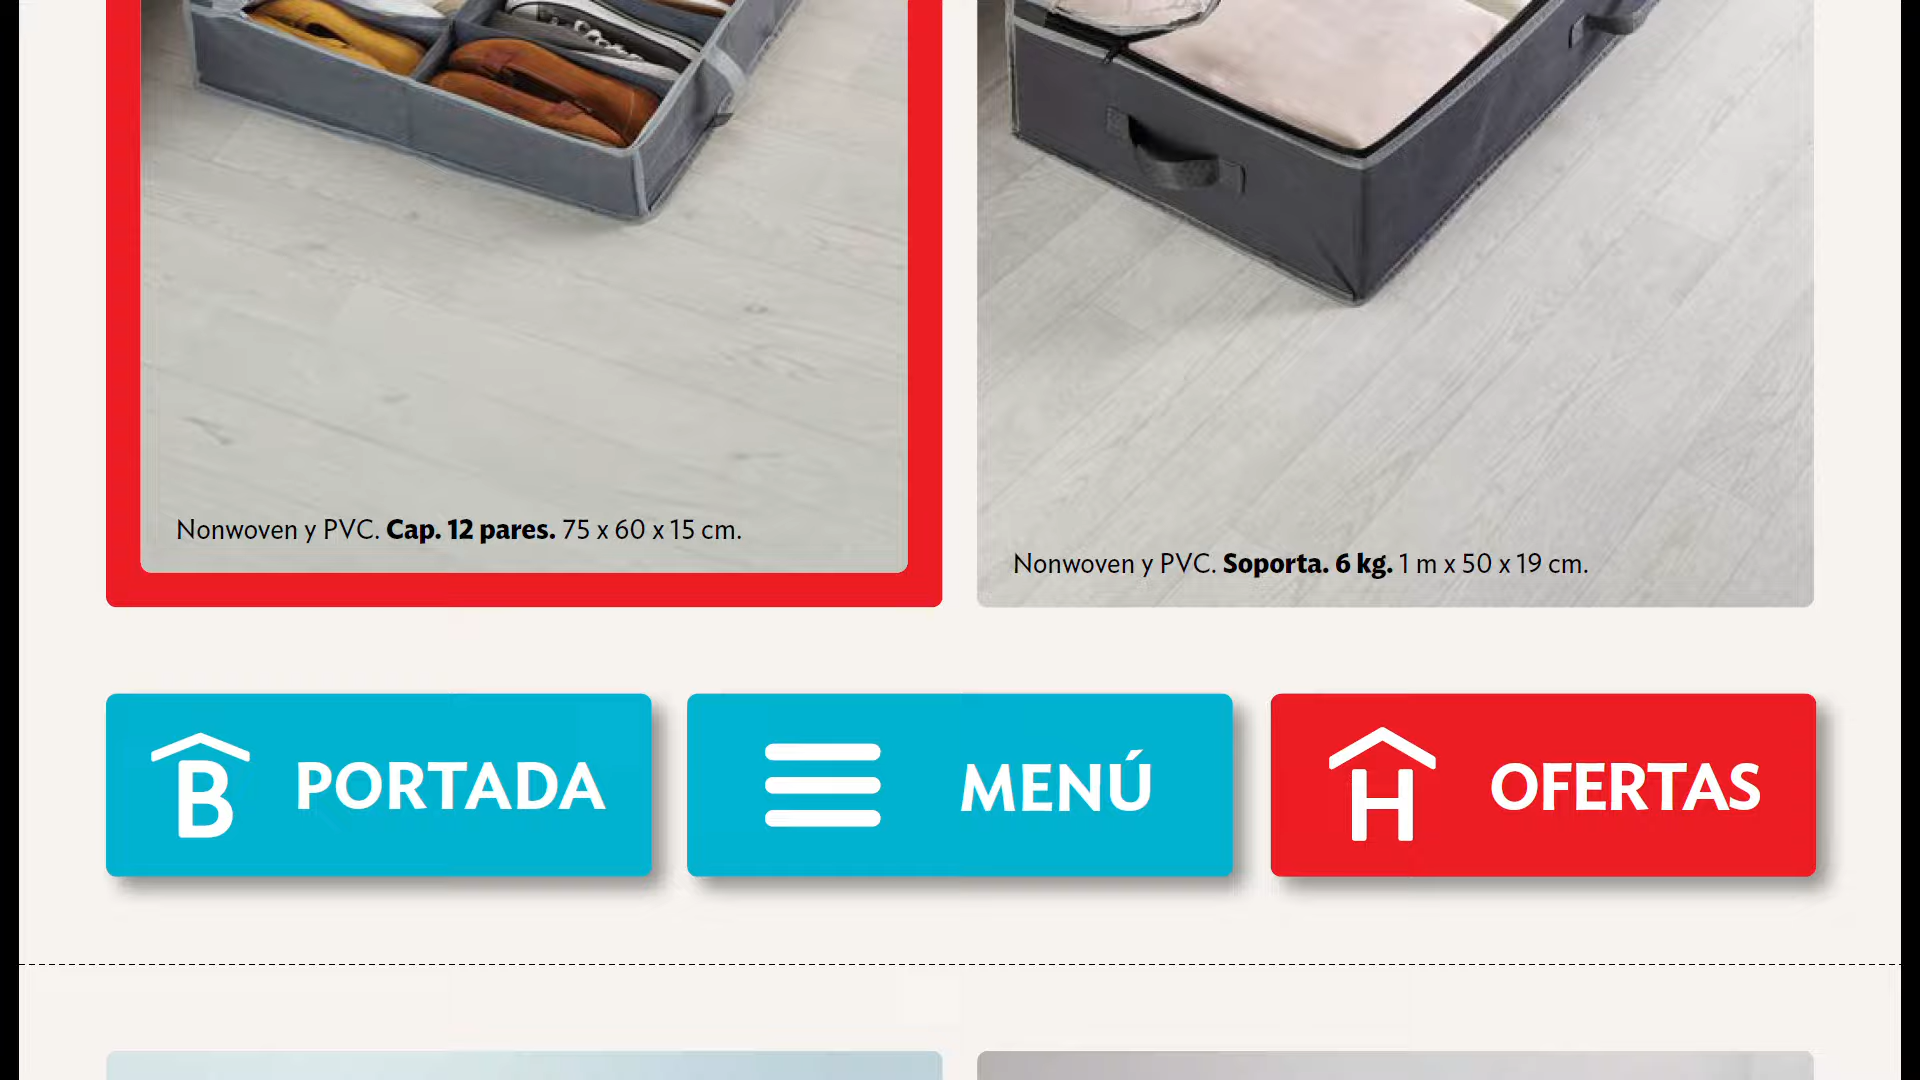 Nonwoven y PVC. Cap. 12 pares. 75 x 60 x 15 cm.
Nonwoven y PVC. Soporta. 6 kg. 1 m x 50 x 19 cm.
B PORTADA
MENÚ
H OFERTAS